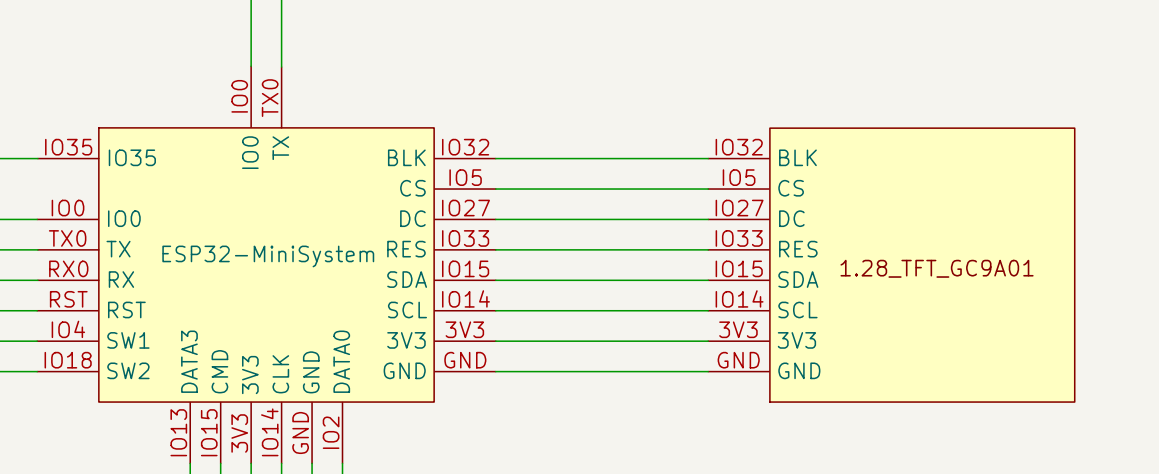 IO0
TX0
IO35
IO35
IO0
TX
BLK
IO32
IO32
BLK
CS
IO5
IO5
CS
IO0
IO0
DC
IO27
IO27
DC
TX0
TX
ESP32-MiniSystem
RES
IO33
IO33
RES
RX0
RX
SDA
IO15
IO15
SDA
1.28_TFT_GC9A01
RST
RST
SCL
IO14
IO14
SCL
IO4
SW1
3V3
3V3
3V3
3V3
IO18
SW2
DATA3
CMD
3V3
CLK
GND
DATA0
GND
GND
GND
GND
IO13
IO15
3V3
IO14
GND
IO2